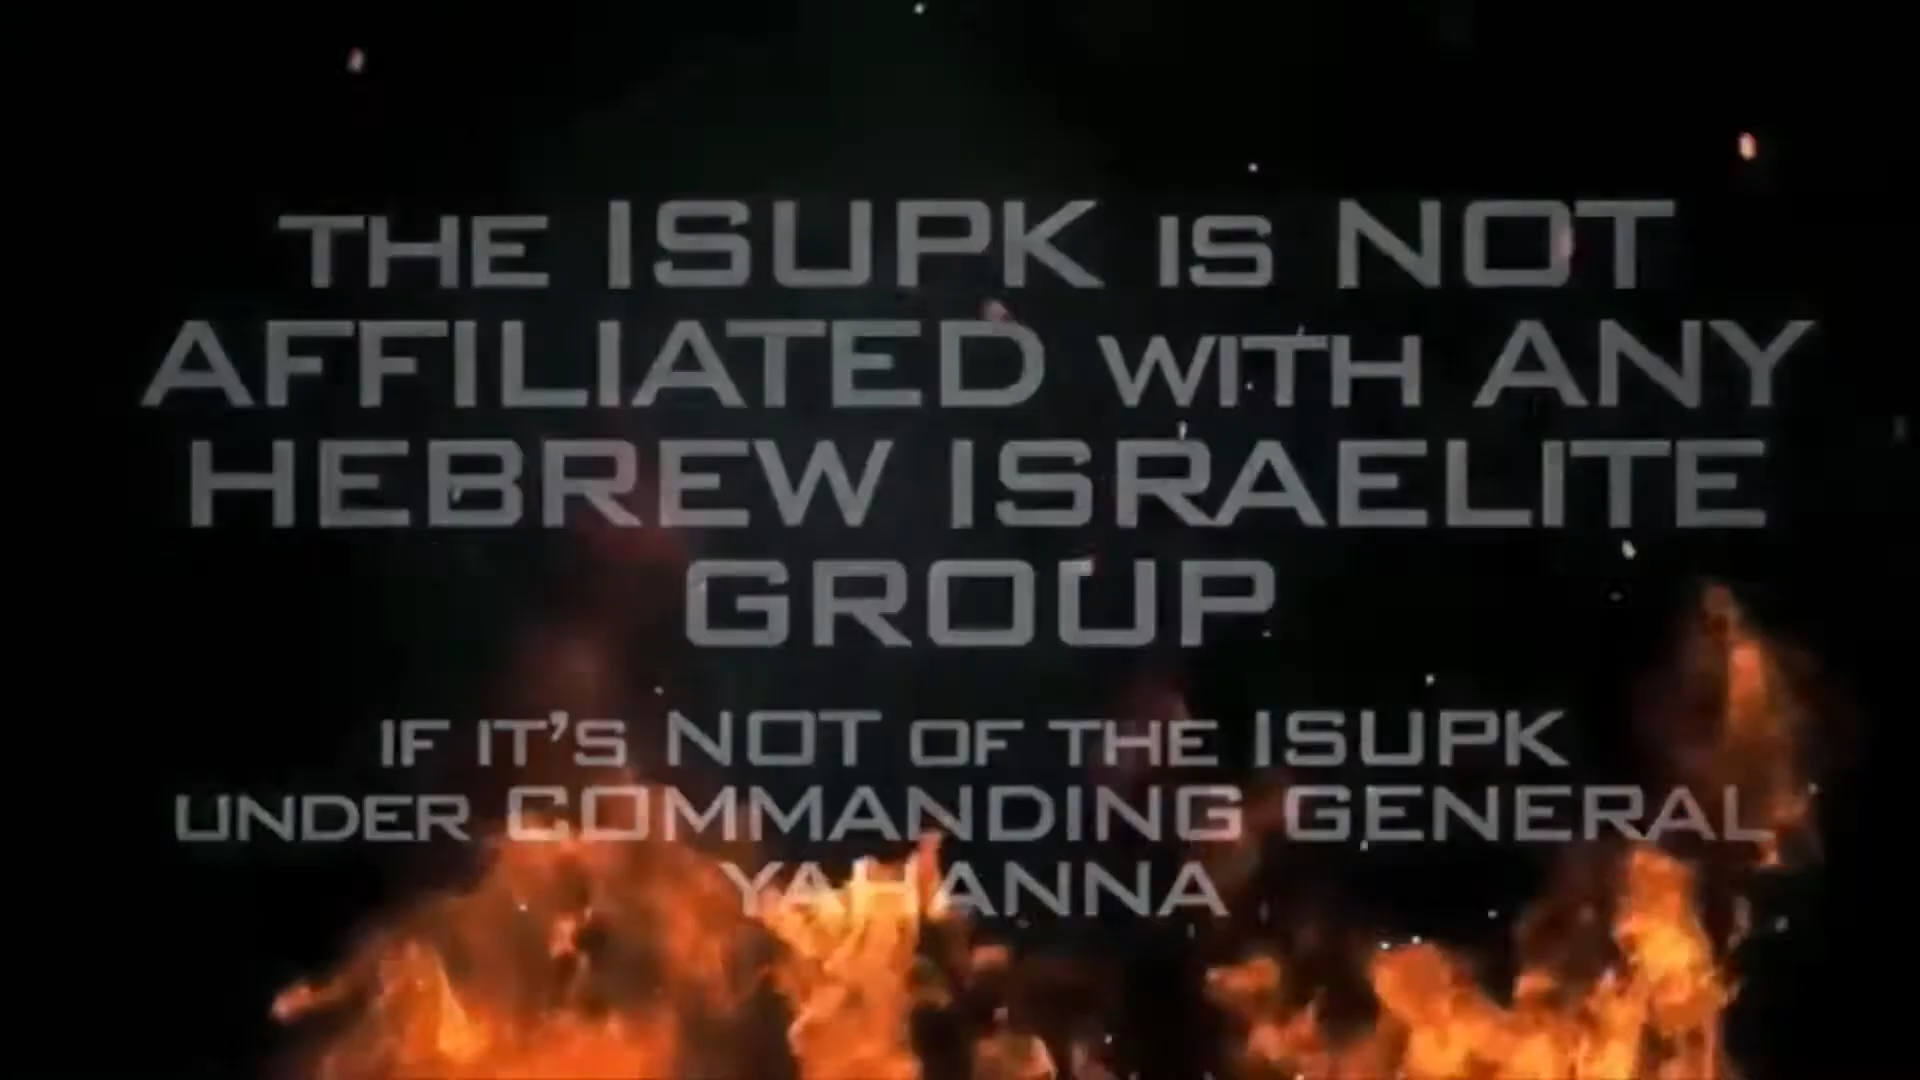 THE ISUPK IS NOT
AFFILIATED WITH ANY
HEBREW ISRAELITE
GROUP
IF IT'S NOT OF THE ISUPK
UNDER COMMANDING GENERAL
YAHANNA